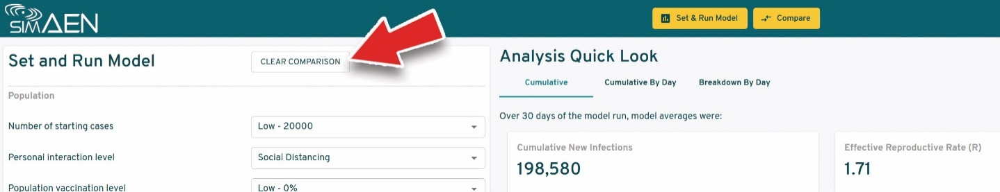 SIMAEN
Set & Run Model
Compare
Set and Run Model
CLEAR COMPARISON
Population
Number of starting cases
Low - 20000
Personal interaction level
Social Distancing
Population vaccination level
Low - 0%
Analysis Quick Look
Cumulative
Cumulative By Day
Breakdown By Day
Over 30 days of the model run, model averages were:
Cumulative New Infections
198,580
Effective Reproductive Rate (R)
1.71